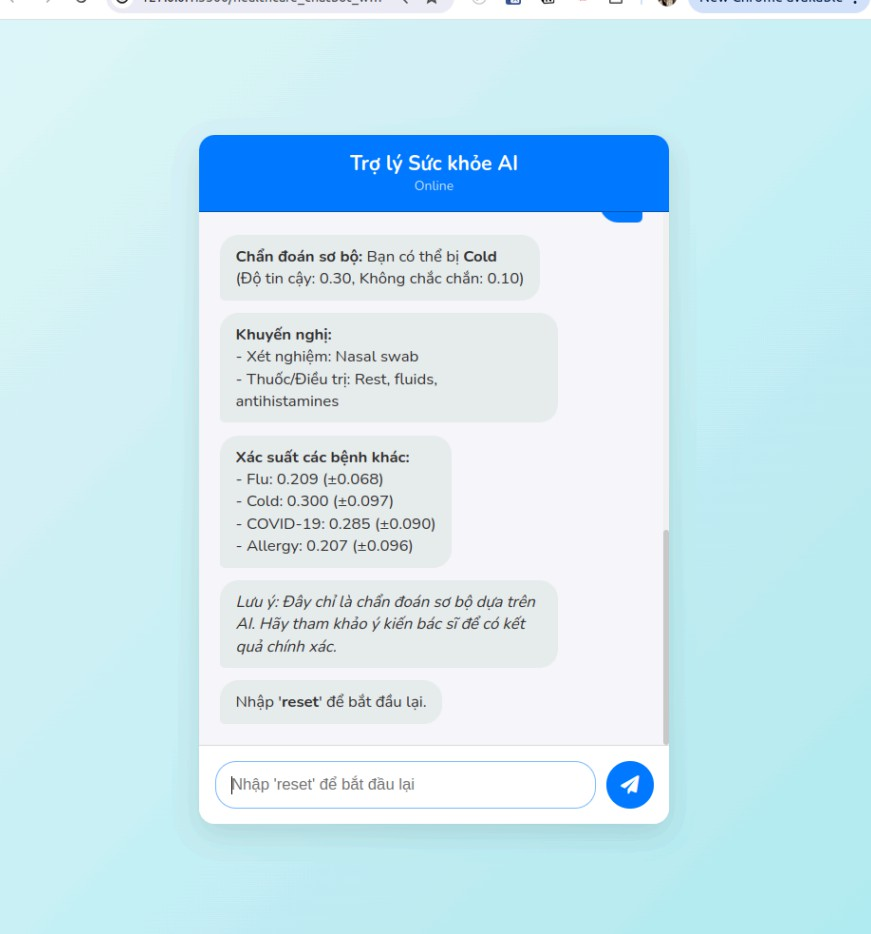 New Chrome available
Trợ lý Sức khỏe AI
Online
Chẩn đoán sơ bộ: Bạn có thể bị Cold
(Độ tin cậy: 0.30, Không chắc chắn: 0.10)
Khuyến nghị:
- Xét nghiệm: Nasal swab
- Thuốc/Điều trị: Rest, fluids,
antihistamines
Xác suất các bệnh khác:
- Flu: 0.209 (±0.068)
- Cold: 0.300 (±0.097)
- COVID-19: 0.285 (±0.090)
- Allergy: 0.207 (±0.096)
Lưu ý: Đây chỉ là chẩn đoán sơ bộ dựa trên
AI. Hãy tham khảo ý kiến bác sĩ để có kết
quả chính xác.
Nhập 'reset' để bắt đầu lại.
Nhập 'reset' để bắt đầu lại